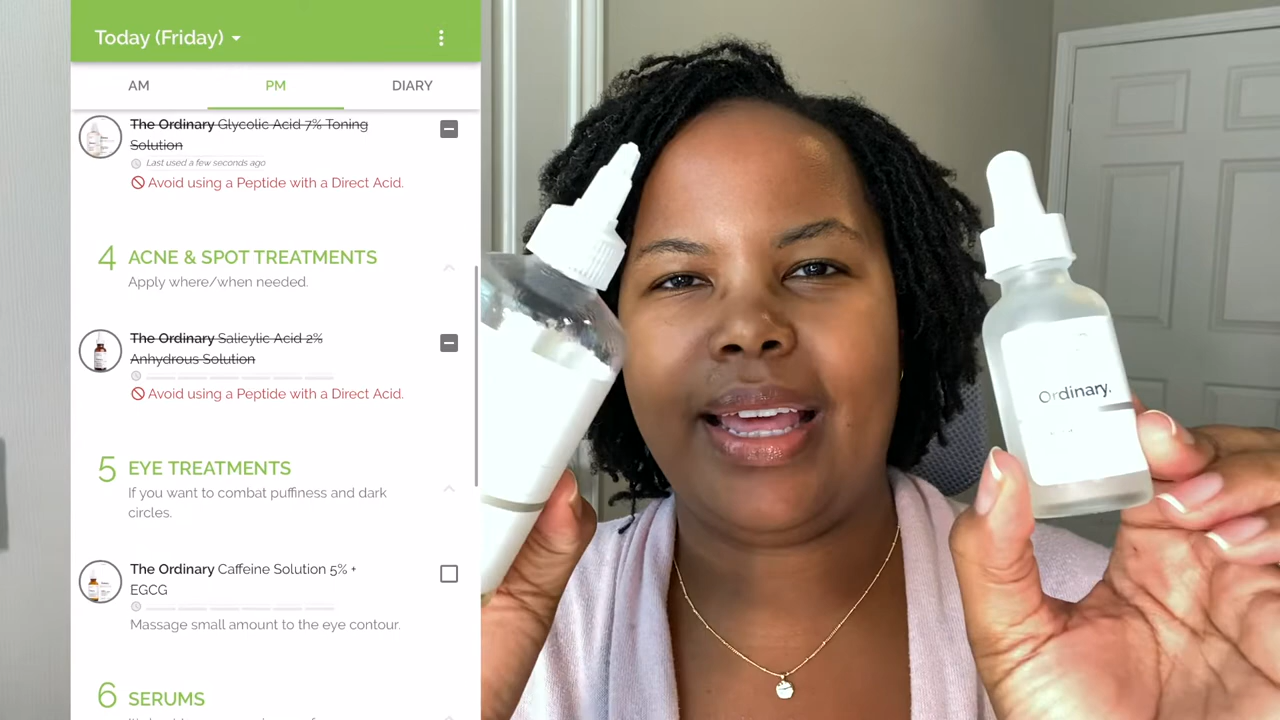 Today (Friday)
AM
PM
DIARY
The Ordinary Glycolic Acid 7% Toning
Solution
Last used a few seconds ago
Avoid using a Peptide with a Direct Acid.
4 ACNE & SPOT TREATMENTS
Apply where/when needed.
The Ordinary Salicylic Acid 2%
Anhydrous Solution
Avoid using a Peptide with a Direct Acid.
5 EYE TREATMENTS
If you want to combat puffiness and dark
circles.
The Ordinary Caffeine Solution 5% +
EGCG
Massage small amount to the eye contour.
6 SERUMS
Ordinary.